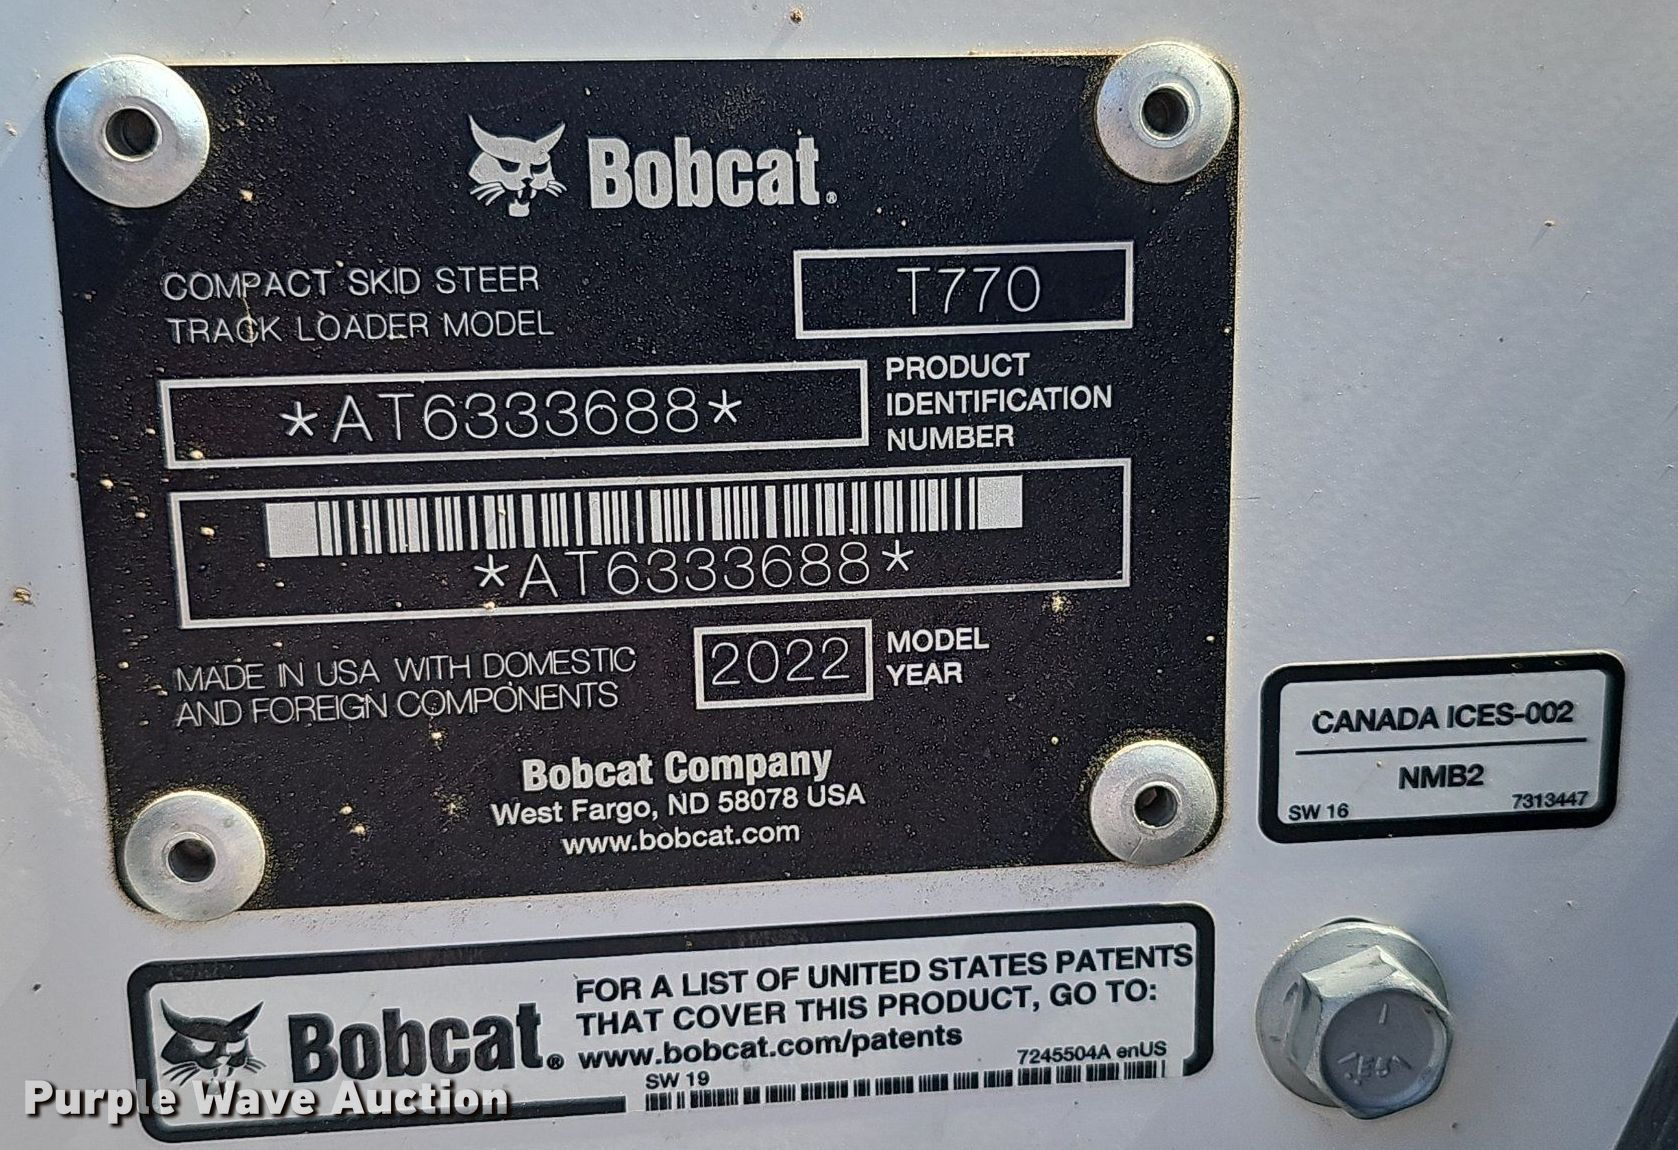 Bobcat®
COMPACT SKID STEER
TRACK LOADER MODEL
T770
*AT6333688*
PRODUCT
IDENTIFICATION
NUMBER
*AT6333688*
MADE IN USA WITH DOMESTIC
AND FOREIGN COMPONENTS
2022
MODEL
YEAR
Bobcat Company
West Fargo, ND 58078 USA
www.bobcat.com
CANADA ICES-002
NMB2
SW 16
7313447
Bobcat®
FOR A LIST OF UNITED STATES PATENTS
THAT COVER THIS PRODUCT, GO TO:
www.bobcat.com/patents
7245504A enUS
SW 19
Purple Wave Auction